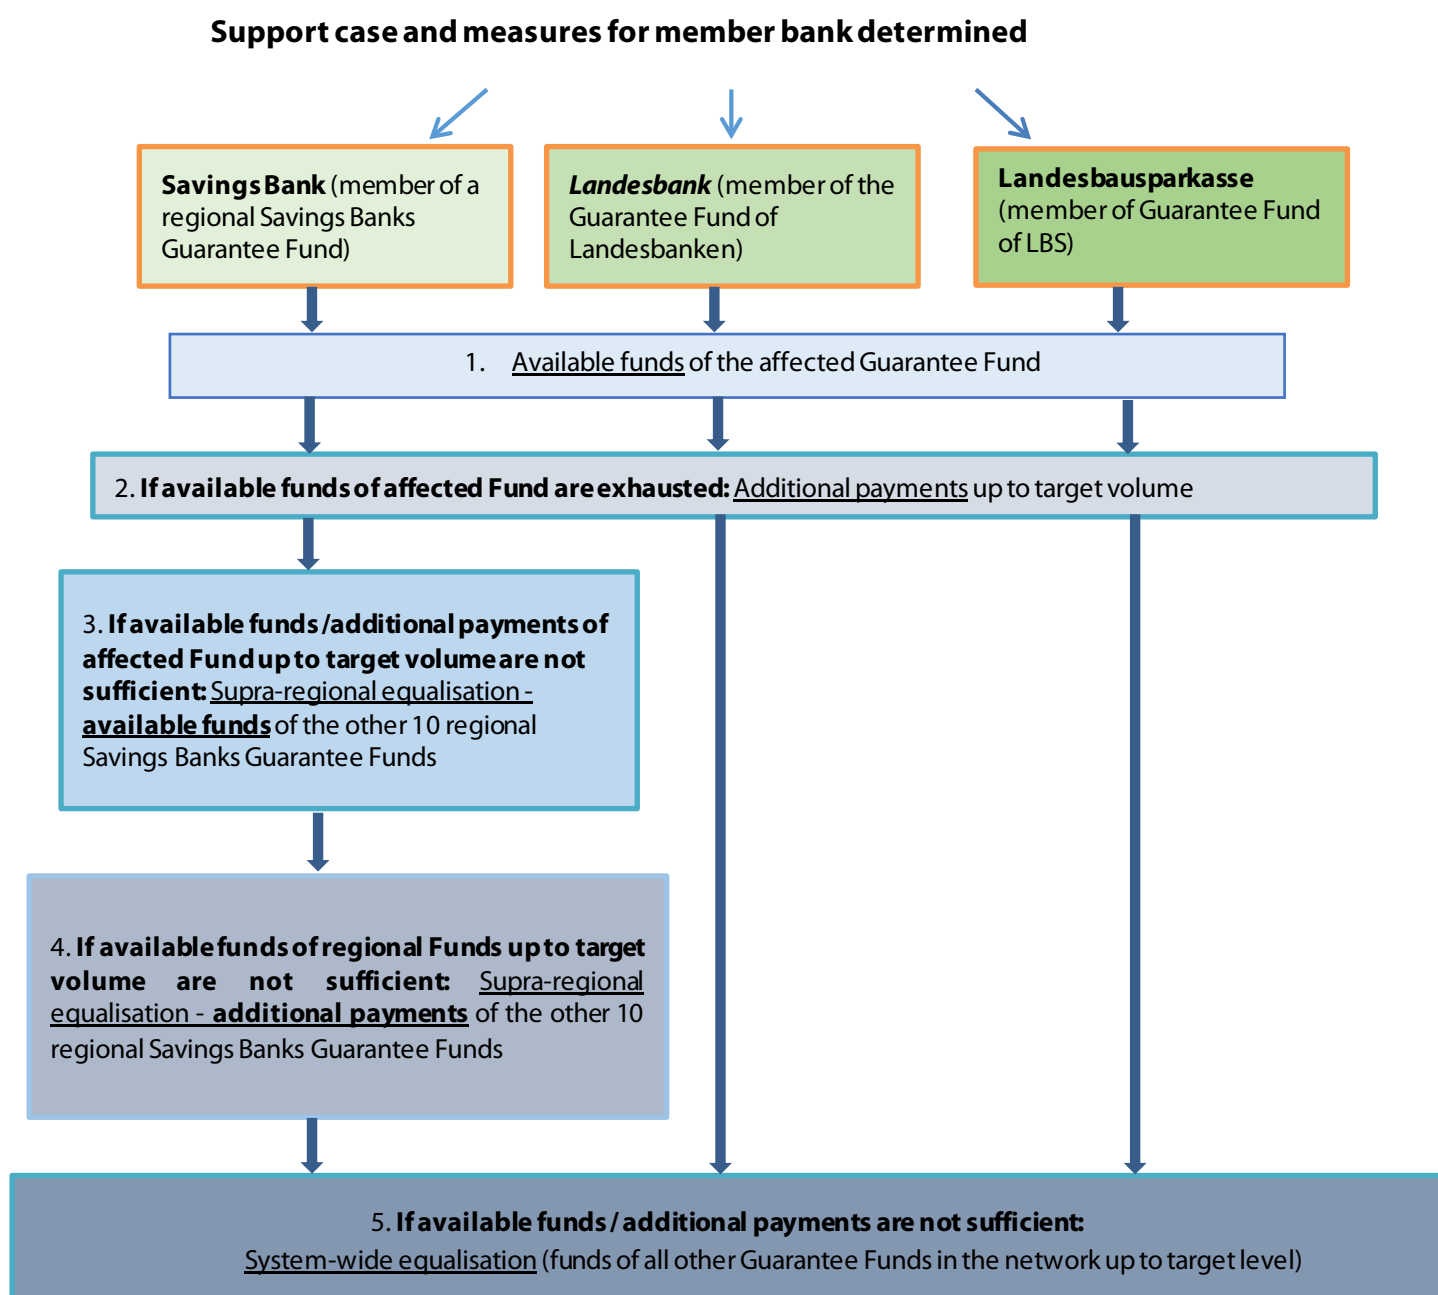 Support case and measures for member bank determined
Savings Bank (member of a
regional Savings Banks
Guarantee Fund)
Landesbank (member of the
Guarantee Fund of
Landesbanken)
Landesbausparkasse
(member of Guarantee Fund
of LBS)
1. Available funds of the affected Guarantee Fund
2. If available funds of affected Fund are exhausted: Additional payments up to target volume
3. If available funds /additional payments of
affected Fund up to target volume are not
sufficient: Supra-regional equalisation -
available funds of the other 10 regional
Savings Banks Guarantee Funds
4. If available funds of regional Funds up to target
volume are not sufficient: Supra-regional
equalisation - additional payments of the other 10
regional Savings Banks Guarantee Funds
5. If available funds / additional payments are not sufficient:
System-wide equalisation (funds of all other Guarantee Funds in the network up to target level)